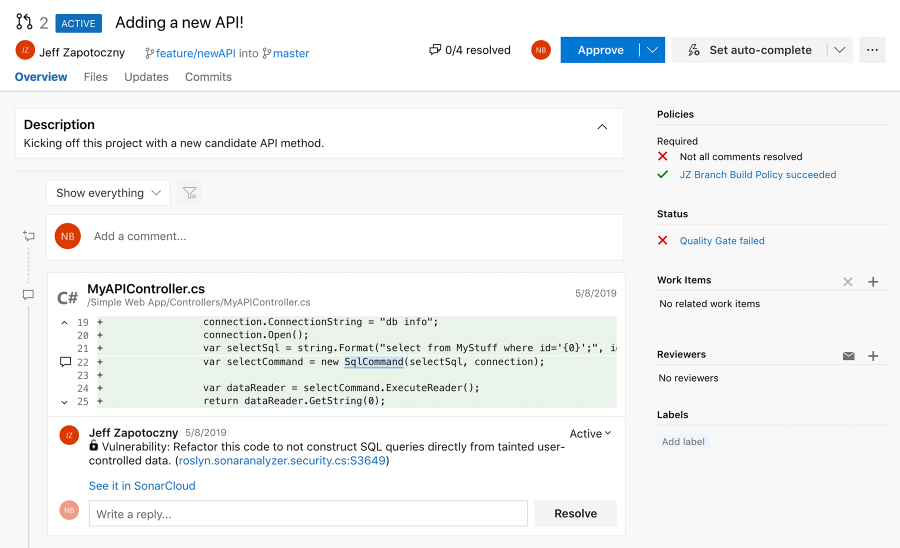 2 ACTIVE Adding a new API!
JZ Jeff Zapotoczny feature/newAPI into master
0/4 resolved NB Approve Set auto-complete ...
Overview Files Updates Commits
Description
Kicking off this project with a new candidate API method.
Show everything
NB Add a comment...
C# MyAPIController.cs 5/8/2019
/Simple Web App/Controllers/MyAPIController.cs
19 + connection.ConnectionString = "db info";
20 + connection.Open();
21 + var selectSql = string.Format("select from MyStuff where id='{0}';",
22 + var selectCommand = new SqlCommand(selectSql, connection);
23 +
24 + var dataReader = selectCommand.ExecuteReader();
25 + return dataReader.GetString(0);
JZ Jeff Zapotoczny 5/8/2019 Active
Vulnerability: Refactor this code to not construct SQL queries directly from tainted user-
controlled data. (roslyn.sonaranalyzer.security.cs:S3649)
See it in SonarCloud
NB Write a reply... Resolve
Policies
Required
Not all comments resolved
JZ Branch Build Policy succeeded
Status
Quality Gate failed
Work Items
No related work items
Reviewers
No reviewers
Labels
Add label